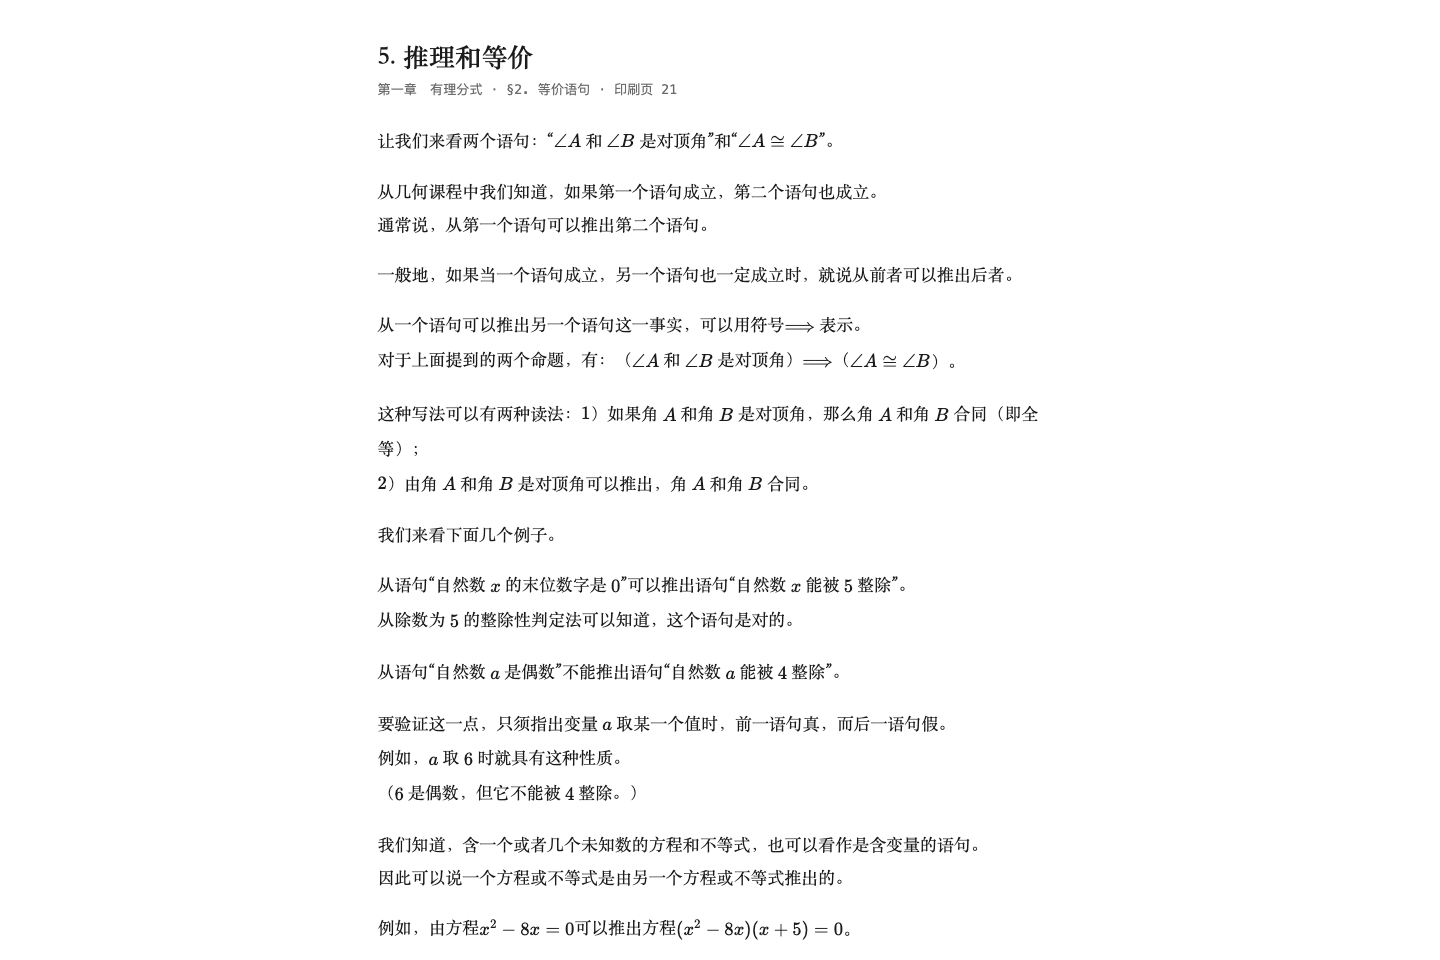 5. 推理和等价
第一章　有理分式 · §2. 等价语句 · 印刷页 21
让我们来看两个语句：“∠A 和 ∠B 是对顶角”和“∠A ≅ ∠B”。
从几何课程中我们知道，如果第一个语句成立，第二个语句也成立。
通常说，从第一个语句可以推出第二个语句。
一般地，如果当一个语句成立，另一个语句也一定成立时，就说从前者可以推出后者。
从一个语句可以推出另一个语句这一事实，可以用符号⟹ 表示。
对于上面提到的两个命题，有：（∠A 和 ∠B 是对顶角）⟹（∠A ≅ ∠B）。
这种写法可以有两种读法：1）如果角 A 和角 B 是对顶角，那么角 A 和角 B 合同（即全
等）；
2）由角 A 和角 B 是对顶角可以推出，角 A 和角 B 合同。
我们来看下面几个例子。
从语句“自然数 x 的末位数字是 0”可以推出语句“自然数 x 能被 5 整除”。
从除数为 5 的整除性判定法可以知道，这个语句是对的。
从语句“自然数 a 是偶数”不能推出语句“自然数 a 能被 4 整除”。
要验证这一点，只须指出变量 a 取某一个值时，前一语句真，而后一语句假。
例如，a 取 6 时就具有这种性质。
（6 是偶数，但它不能被 4 整除。）
我们知道，含一个或者几个未知数的方程和不等式，也可以看作是含变量的语句。
因此可以说一个方程或不等式是由另一个方程或不等式推出的。
例如，由方程x² − 8x = 0可以推出方程(x² − 8x)(x + 5) = 0。